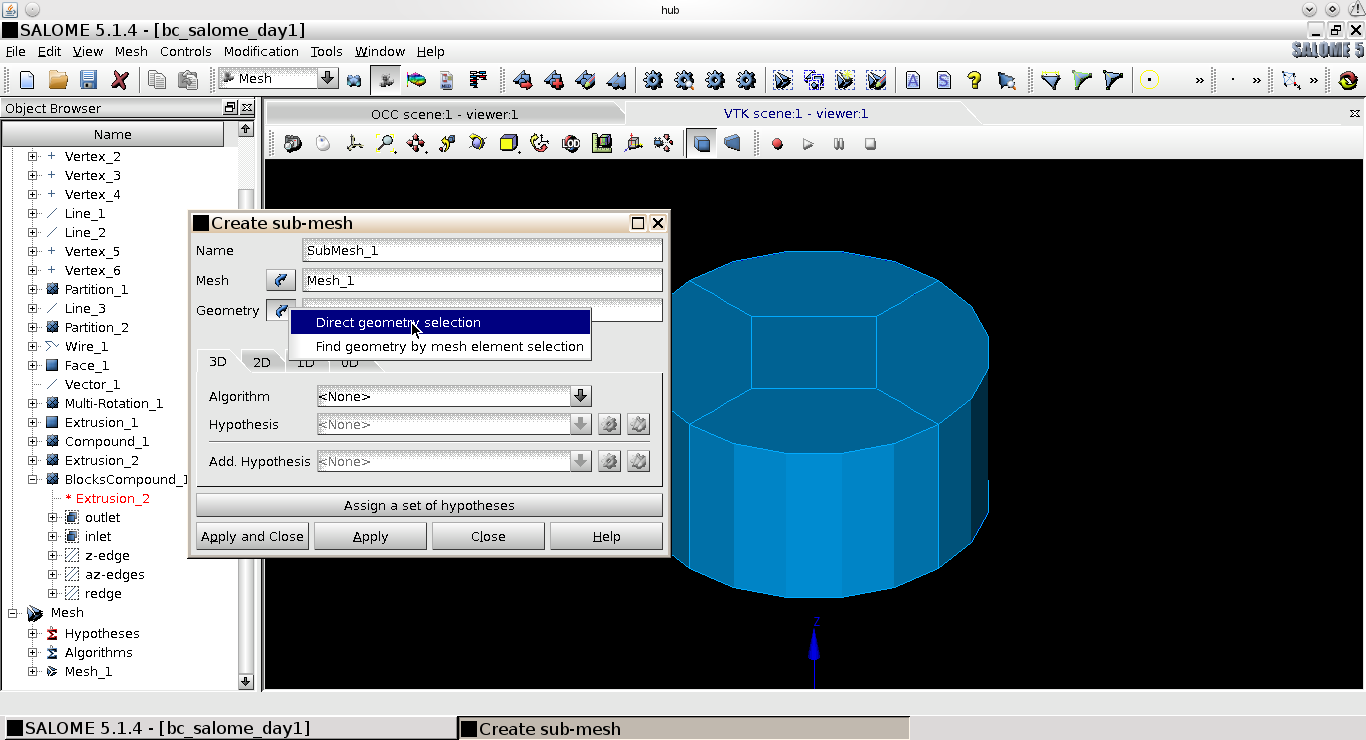 hub
SALOME 5.1.4 - [bc_salome_day1]
File Edit View Mesh Controls Modification Tools Window Help
SALOME 5
Mesh
Object Browser
OCC scene:1 - viewer:1
VTK scene:1 - viewer:1
Name
LOD
Vertex_2
Vertex_3
Vertex_4
Line_1
Line_2
Vertex_5
Vertex_6
Partition_1
Line_3
Partition_2
Wire_1
Face_1
Vector_1
Multi-Rotation_1
Extrusion_1
Compound_1
Extrusion_2
BlocksCompound_1
* Extrusion_2
outlet
inlet
z-edge
az-edges
redge
Mesh
Hypotheses
Algorithms
Mesh_1
Create sub-mesh
Name SubMesh_1
Mesh Mesh_1
Geometry
Direct geometry selection
Find geometry by mesh element selection
3D 2D 1D 0D
Algorithm <None>
Hypothesis <None>
Add. Hypothesis <None>
Assign a set of hypotheses
Apply and Close Apply Close Help
Z
SALOME 5.1.4 - [bc_salome_day1]
Create sub-mesh